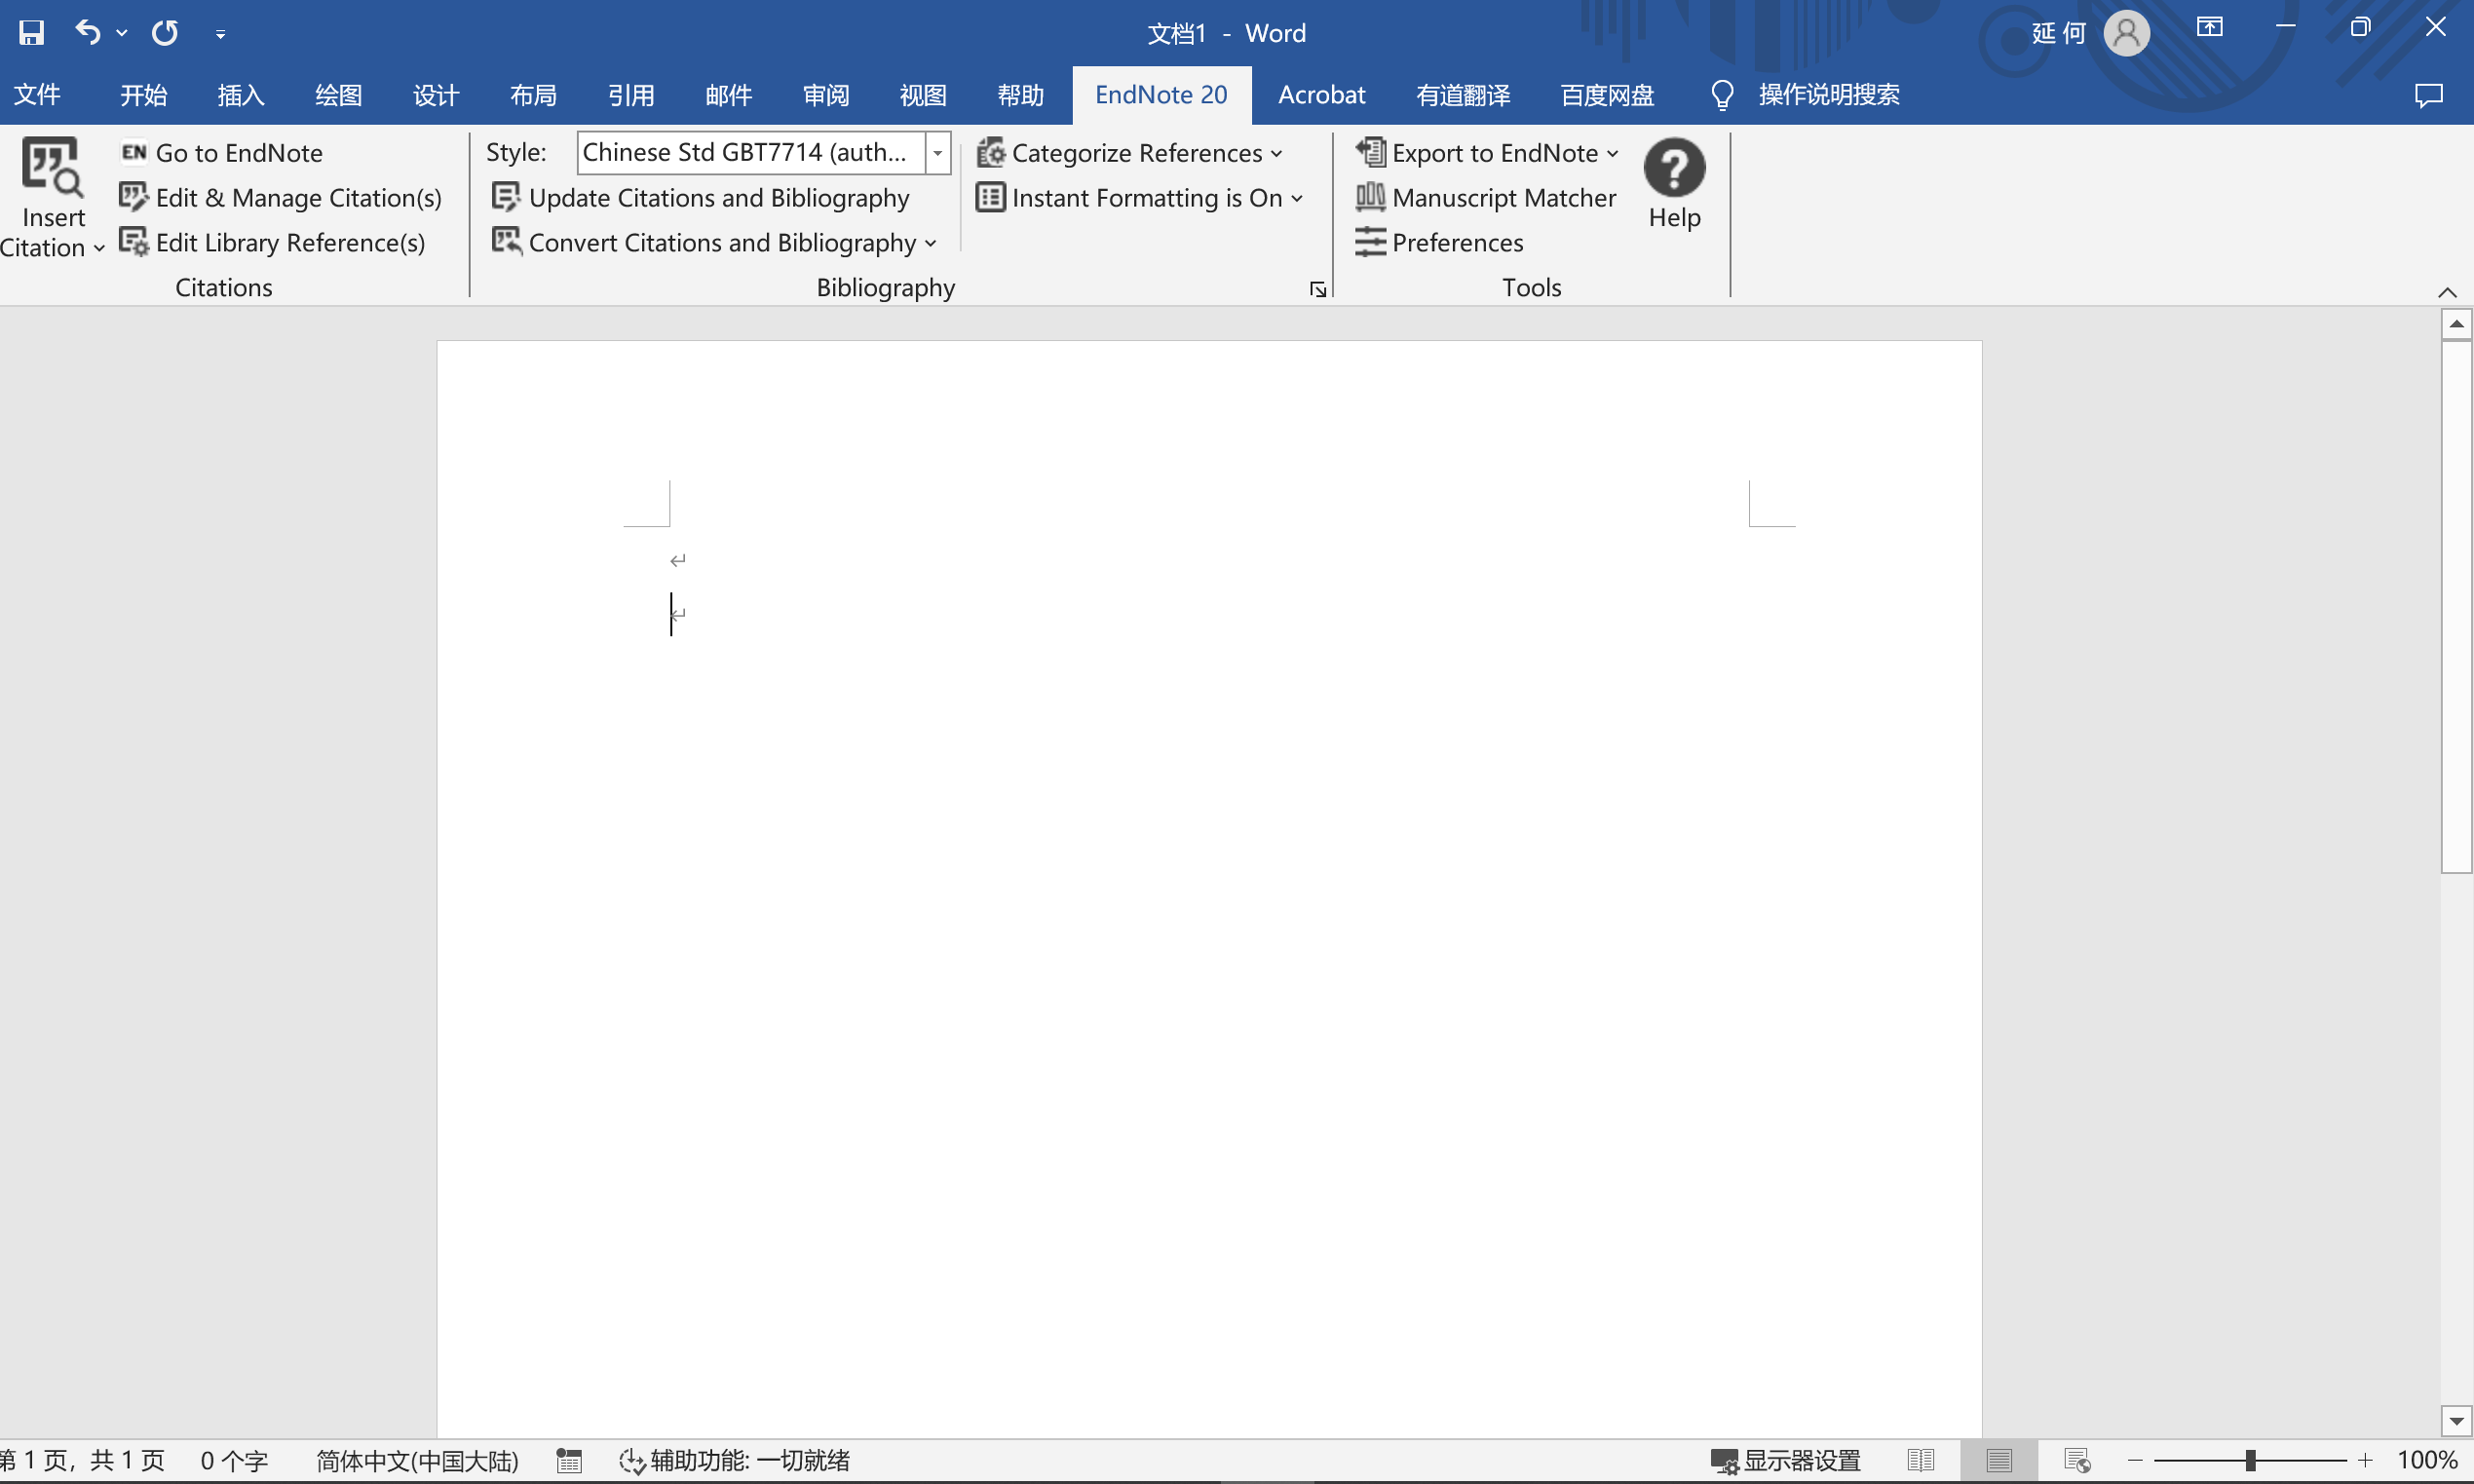 文档1 - Word
延 何
文件 开始 插入 绘图 设计 布局 引用 邮件 审阅 视图 帮助 EndNote 20 Acrobat 有道翻译 百度网盘 操作说明搜索
Insert
Citation
EN Go to EndNote
Edit & Manage Citation(s)
Edit Library Reference(s)
Citations
Style: Chinese Std GBT7714 (auth...
Update Citations and Bibliography
Convert Citations and Bibliography
Categorize References
Instant Formatting is On
Bibliography
Export to EndNote
Manuscript Matcher
Preferences
Help
Tools
第 1 页，共 1 页 0 个字 简体中文(中国大陆) 辅助功能: 一切就绪 显示器设置 100%